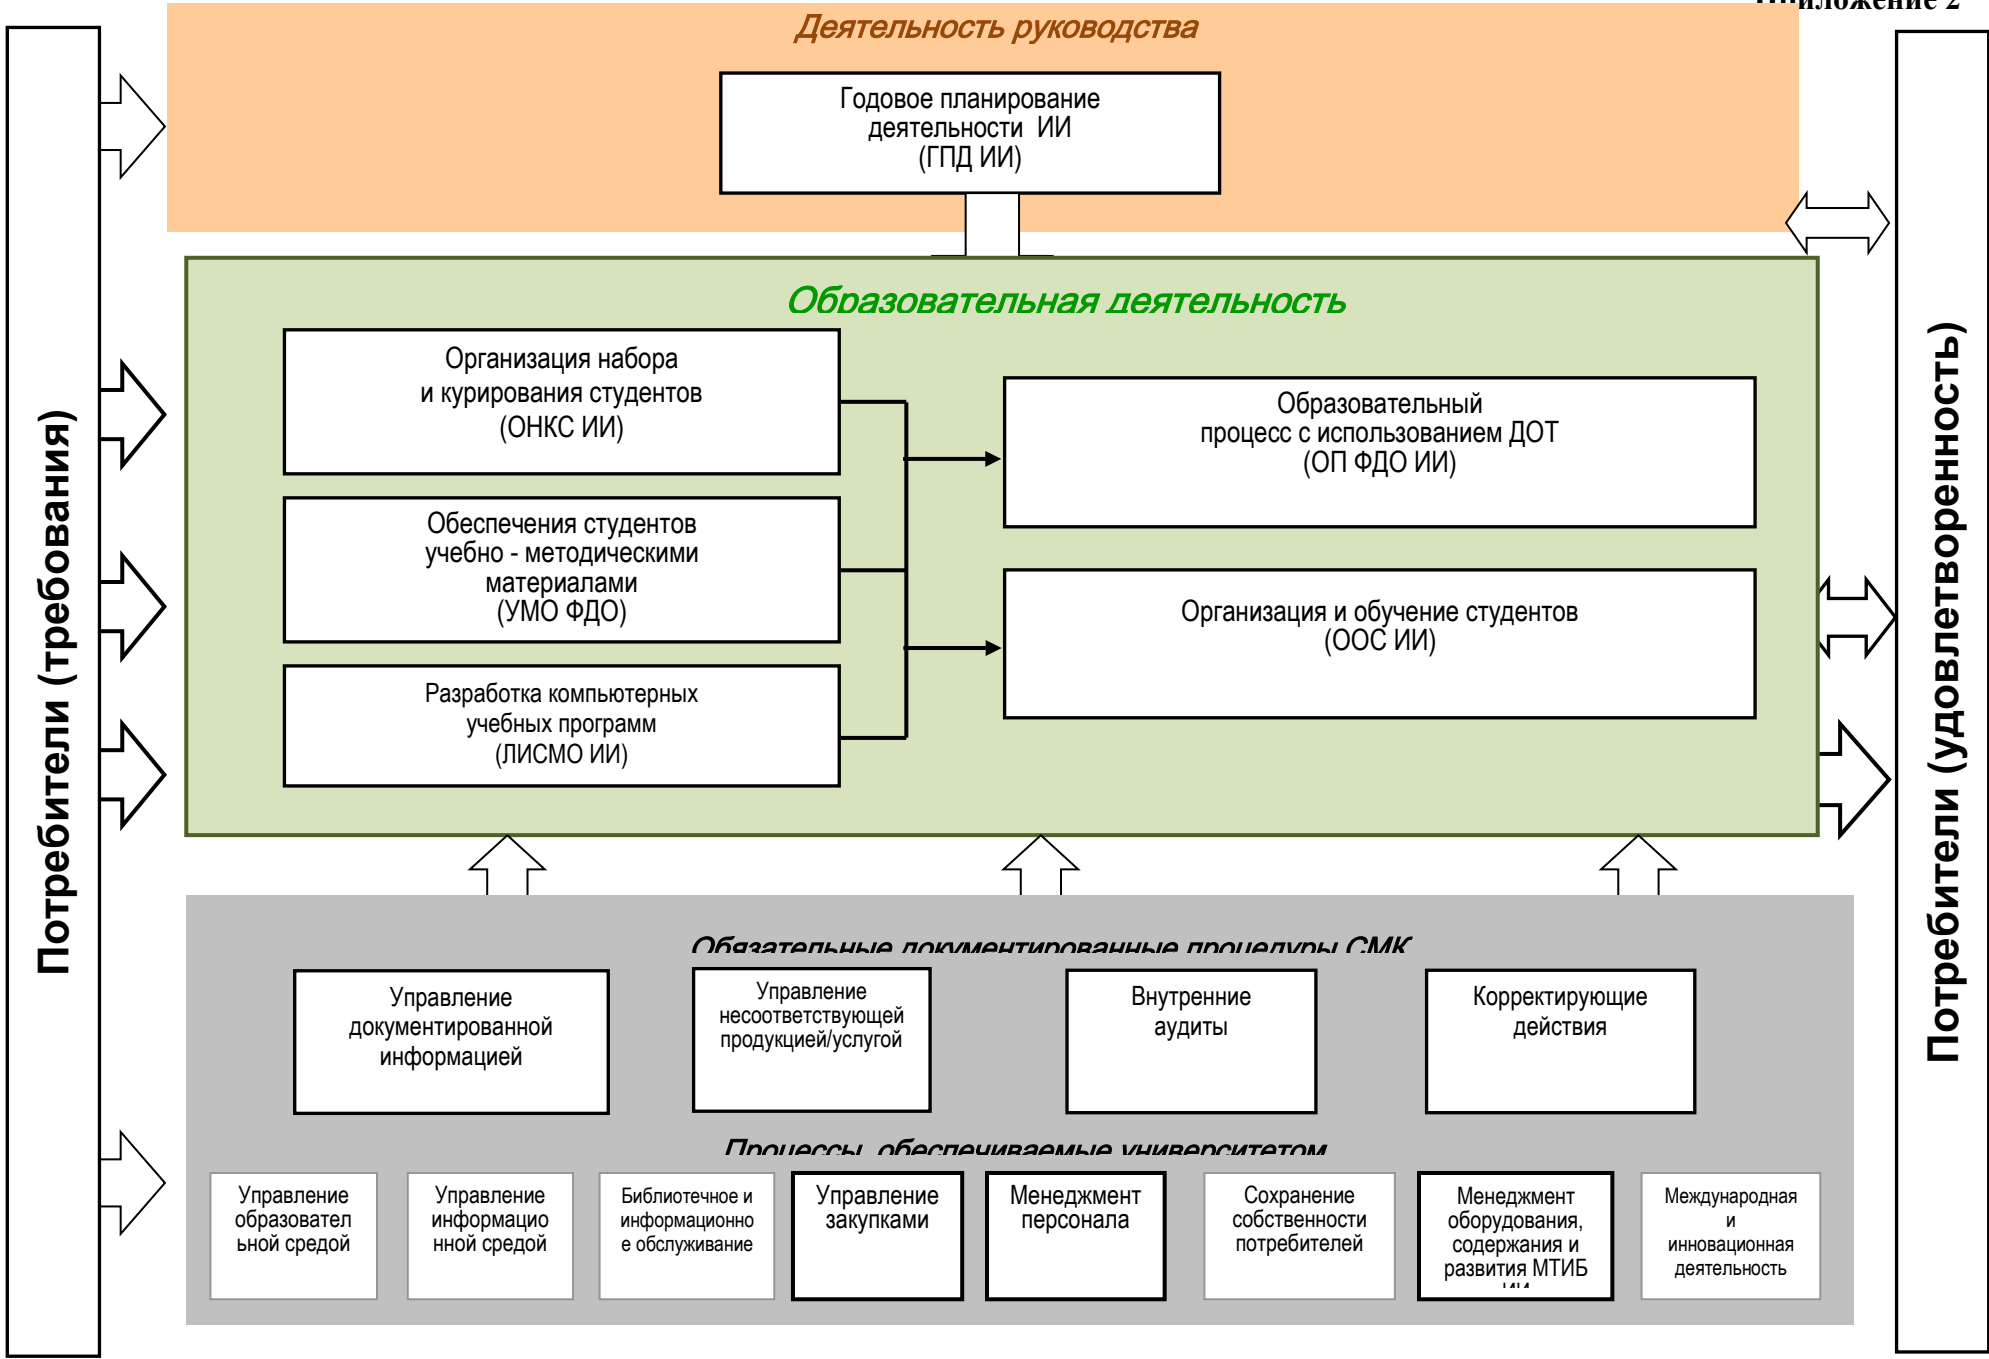 Приложение 2
Деятельность руководства
Годовое планирование
деятельности ИИ
(ГПД ИИ)
Потребители (требования)
Образовательная деятельность
Организация набора
и курирования студентов
(ОНКС ИИ)
Обеспечения студентов
учебно - методическими
материалами
(УМО ФДО)
Разработка компьютерных
учебных программ
(ЛИСМО ИИ)
Образовательный
процесс с использованием ДОТ
(ОП ФДО ИИ)
Организация и обучение студентов
(ООС ИИ)
Потребители (удовлетворенность)
Обязательные документированные процедуры СМК
Управление
документированной
информацией
Управление
несоответствующей
продукцией/услугой
Внутренние
аудиты
Корректирующие
действия
Процессы, обеспечиваемые университетом
Управление
образовател
ьной средой
Управление
информацио
нной средой
Библиотечное и
информационно
е обслуживание
Управление
закупками
Менеджмент
персонала
Сохранение
собственности
потребителей
Менеджмент
оборудования,
содержания и
развития МТИБ
ИИ
Международная
и
инновационная
деятельность